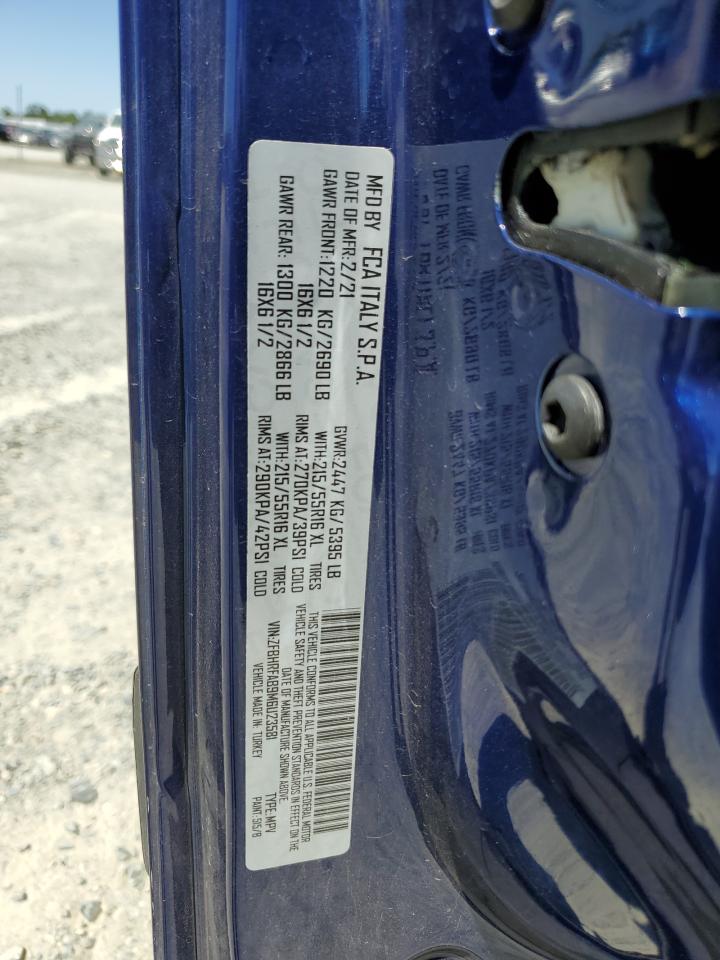 MFD BY FCA ITALY S.P.A.
DATE OF MFR: 2/21 GVWR: 2447 KG/ 5395 LB
GAWR FRONT: 1220 KG/2690 LB WITH: 215/55R16 XL TIRES
16X6 1/2 RIMS AT: 270KPA/39PSI COLD
GAWR REAR: 1300 KG/2866 LB WITH: 215/55R16 XL TIRES
16X6 1/2 RIMS AT: 290KPA/42PSI COLD
THIS VEHICLE CONFORMS TO ALL APPLICABLE U.S. FEDERAL MOTOR
VEHICLE SAFETY AND THEFT PREVENTION STANDARDS IN EFFECT ON THE
DATE OF MANUFACTURE SHOWN ABOVE.
VIN: ZFBHRFAB9M6U23581 TYPE: MPV
VEHICLE MADE IN: TURKEY PAINT: 515/B